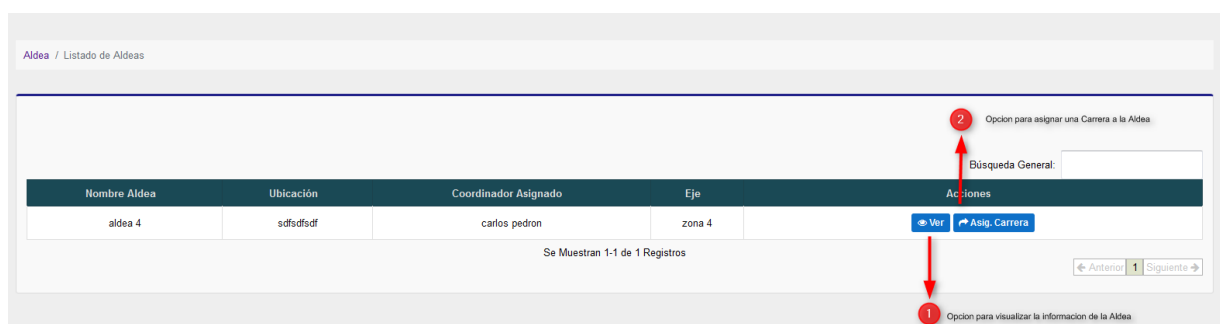 Aldea / Listado de Aldeas
2 Opcion para asignar una Carrera a la Aldea
Búsqueda General:
Nombre Aldea Ubicación Coordinador Asignado Eje Acciones
aldea 4 sdfsdfsdf carlos pedron zona 4 Ver Asig. Carrera
Se Muestran 1-1 de 1 Registros
Anterior 1 Siguiente
1 Opcion para visualizar la informacion de la Aldea